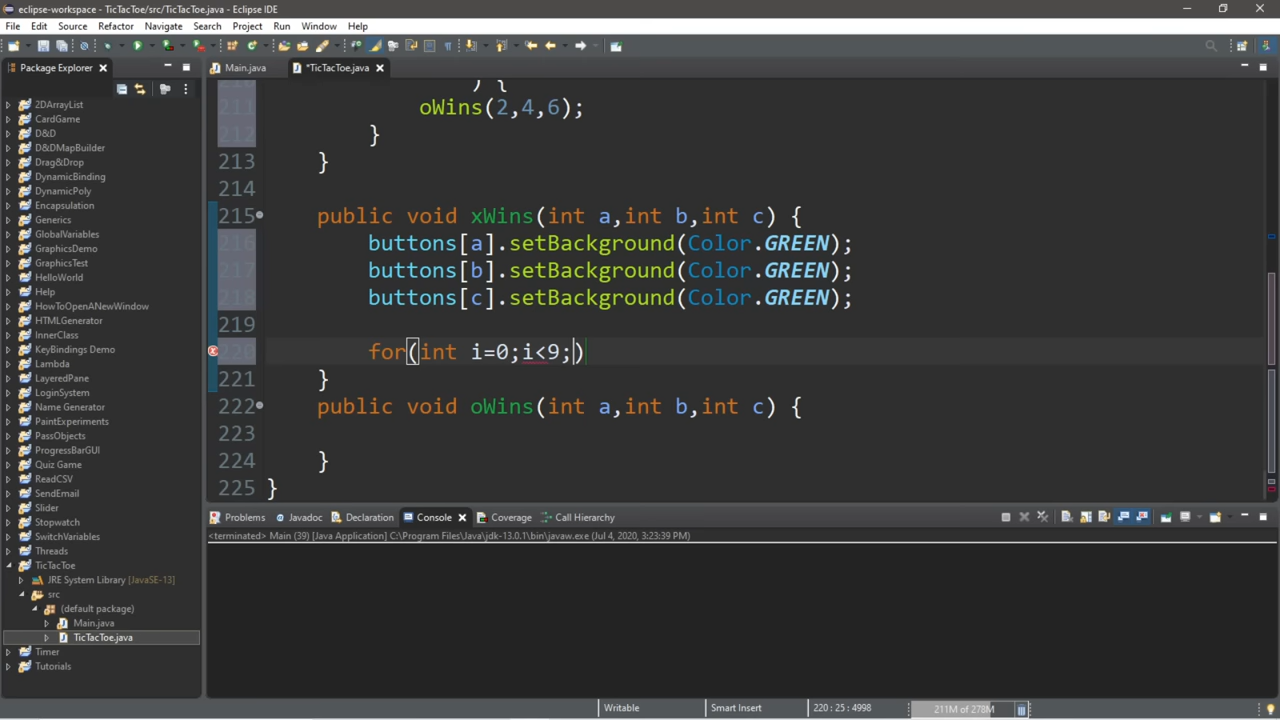 eclipse-workspace - TicTacToe/src/TicTacToe.java - Eclipse IDE
File Edit Source Refactor Navigate Search Project Run Window Help
Package Explorer
Main.java
*TicTacToe.java
2DArrayList
CardGame
D&D
D&DMapBuilder
Drag&Drop
DynamicBinding
DynamicPoly
Encapsulation
Generics
GlobalVariables
GraphicsDemo
GraphicsTest
HelloWorld
Help
HowToOpenANewWindow
HTMLGenerator
InnerClass
KeyBindings Demo
Lambda
LayeredPane
LoginSystem
Name Generator
PaintExperiments
PassObjects
ProgressBarGUI
Quiz Game
ReadCSV
SendEmail
Slider
Stopwatch
SwitchVariables
Threads
TicTacToe
JRE System Library [JavaSE-13]
src
(default package)
Main.java
TicTacToe.java
Timer
Tutorials
210 ) {
211 oWins(2,4,6);
212 }
213 }
214
215 public void xWins(int a,int b,int c) {
216 buttons[a].setBackground(Color.GREEN);
217 buttons[b].setBackground(Color.GREEN);
218 buttons[c].setBackground(Color.GREEN);
219
220 for(int i=0;i<9;)
221 }
222 public void oWins(int a,int b,int c) {
223
224 }
225 }
Problems Javadoc Declaration Console Coverage Call Hierarchy
<terminated> Main (39) [Java Application] C:\Program Files\Java\jdk-13.0.1\bin\javaw.exe (Jul 4, 2020, 3:23:39 PM)
Writable Smart Insert 220 : 25 : 4998 211M of 278M